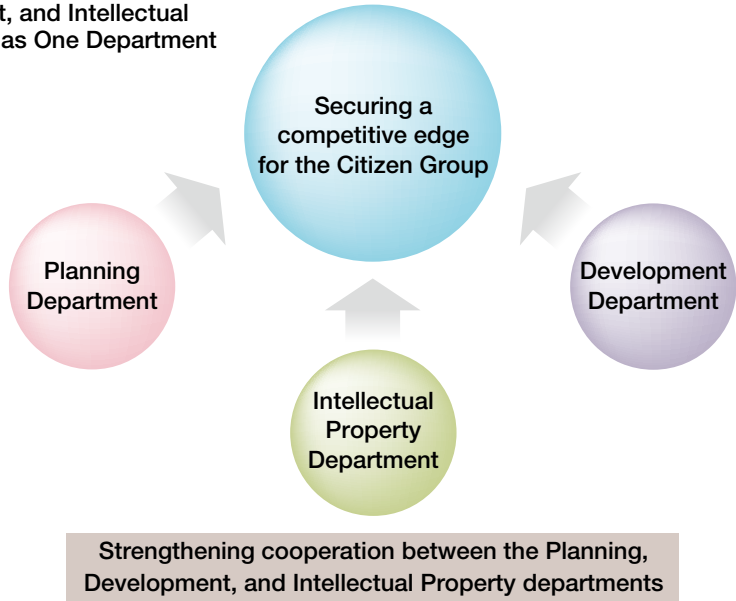 t, and Intellectual
as One Department
Securing a
competitive edge
for the Citizen Group
Planning
Department
Development
Department
Intellectual
Property
Department
Strengthening cooperation between the Planning,
Development, and Intellectual Property departments